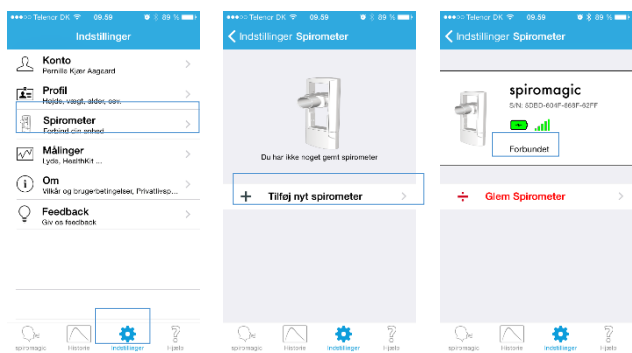 ●●●○○ Telenor DK 09.59 89 %
Indstillinger
Konto
Pernille Kjær Aagaard
Profil
Højde, vægt, alder, osv.
Spirometer
Forbind din enhed
Målinger
Lyde, HealthKit ...
Om
Vilkår og brugerbetingelser, Privatlivsp...
Feedback
Giv os feedback
spiromagic Historie Indstillinger Hjælp
●●●○○ Telenor DK 09.59 89 %
Indstillinger Spirometer
Du har ikke noget gemt spirometer
+ Tilføj nyt spirometer
spiromagic Historie Indstillinger Hjælp
●●●○○ Telenor DK 09.59 89 %
Indstillinger Spirometer
spiromagic
S/N:
Forbundet
Glem Spirometer
spiromagic Historie Indstillinger Hjælp